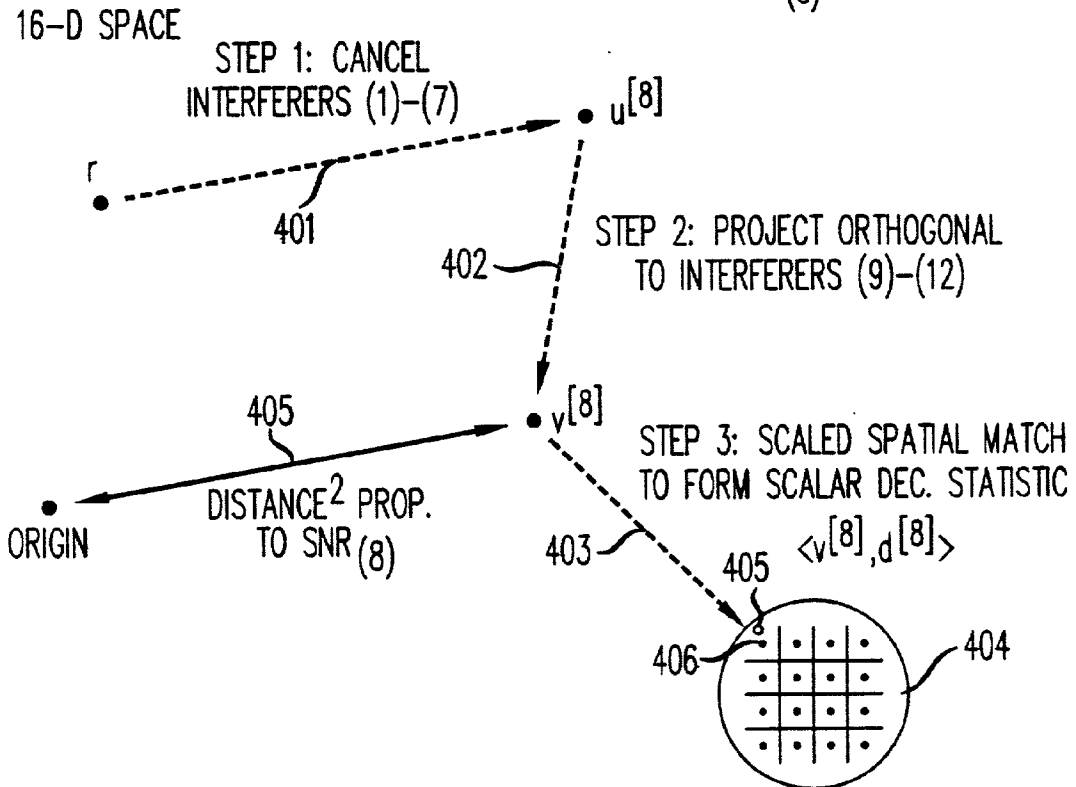 (8)
16-D SPACE
STEP 1: CANCEL
INTERFERERS (1)-(7)
u[8]
r
401
STEP 2: PROJECT ORTHOGONAL
TO INTERFERERS (9)-(12)
402
405
v[8]
STEP 3: SCALED SPATIAL MATCH
TO FORM SCALAR DEC. STATISTIC
<v[8],d[8]>
DISTANCE2 PROP.
TO SNR(8)
ORIGIN
403
405
406
404